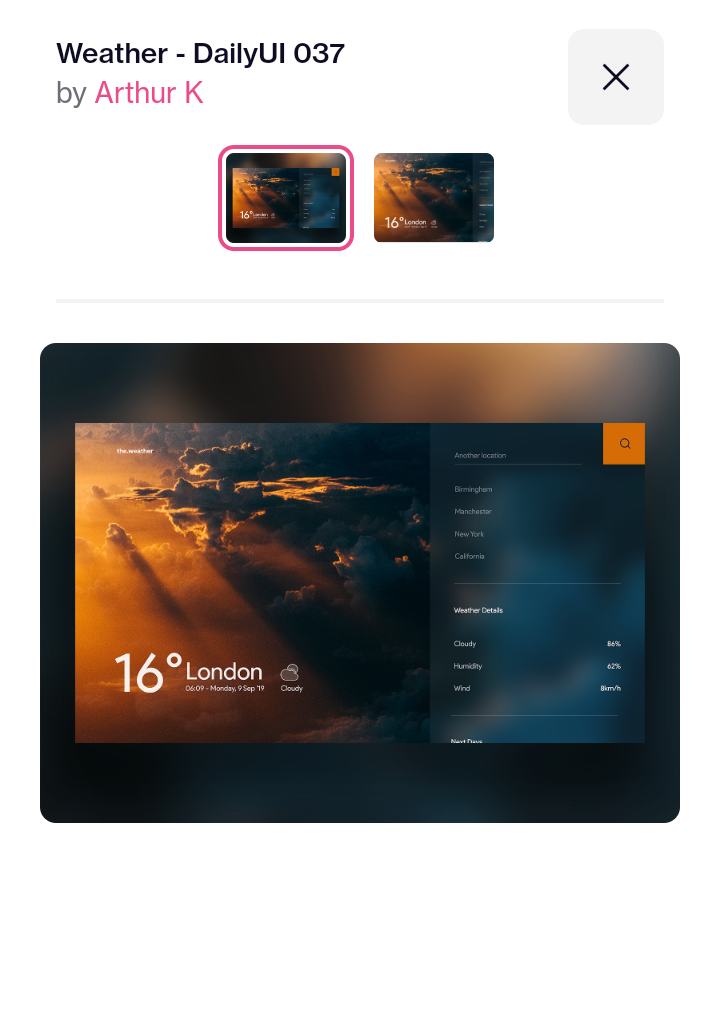 Weather - DailyUI 037
by Arthur K
the.weather
Another location
Birmingham
Manchester
New York
California
Weather Details
Cloudy 86%
Humidity 62%
Wind 8km/h
Next Days
16° London
06:09 - Monday, 9 Sep '19
Cloudy